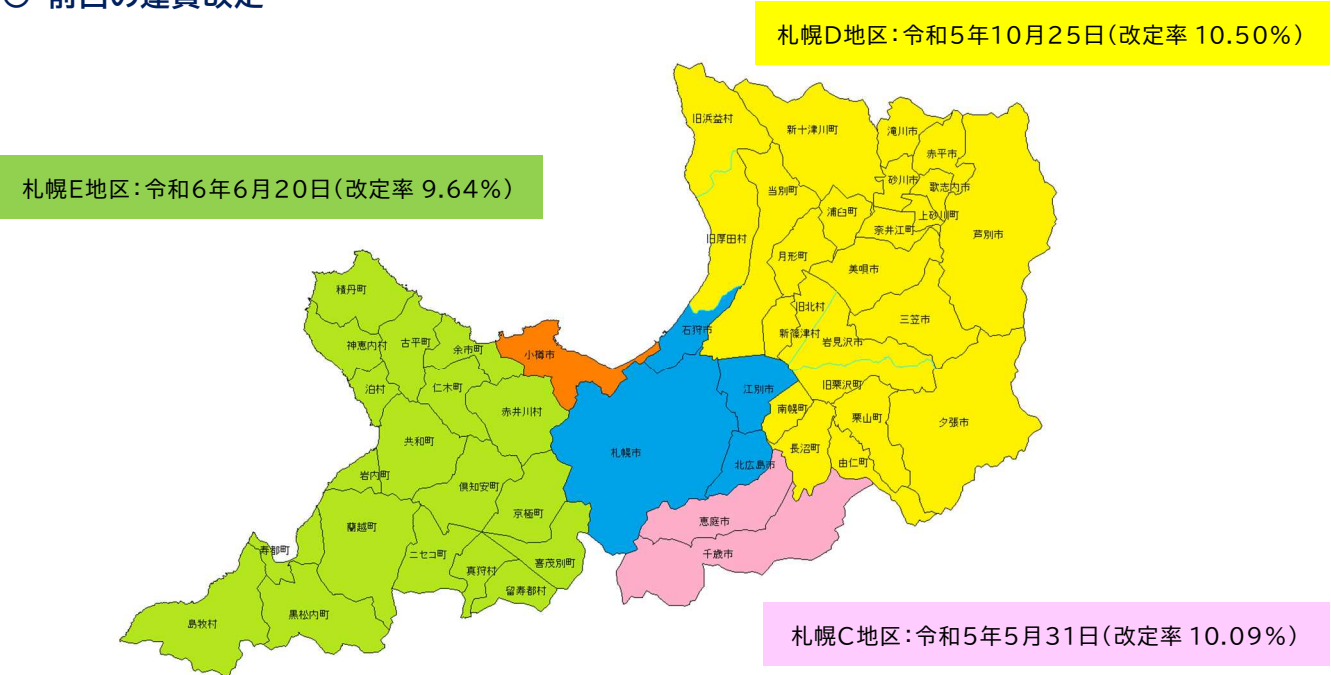 ○ 前回の運賃改定
札幌D地区：令和5年10月25日（改定率 10.50％）
札幌E地区：令和6年6月20日（改定率 9.64％）
旧浜益村
新十津川町
滝川市
赤平市
砂川市
歌志内市
当別町
浦臼町
上砂川町
奈井江町
芦別市
旧厚田村
月形町
美唄市
積丹町
旧北村
三笠市
石狩市
新篠津村
岩見沢市
神恵内村
古平町
余市町
小樽市
泊村
仁木町
江別市
旧栗沢町
赤井川村
南幌町
栗山町
夕張市
共和町
札幌市
長沼町
北広島市
由仁町
岩内町
倶知安町
京極町
恵庭市
蘭越町
千歳市
寿都町
ニセコ町
真狩村
喜茂別町
留寿都村
黒松内町
島牧村
札幌C地区：令和5年5月31日（改定率 10.09％）